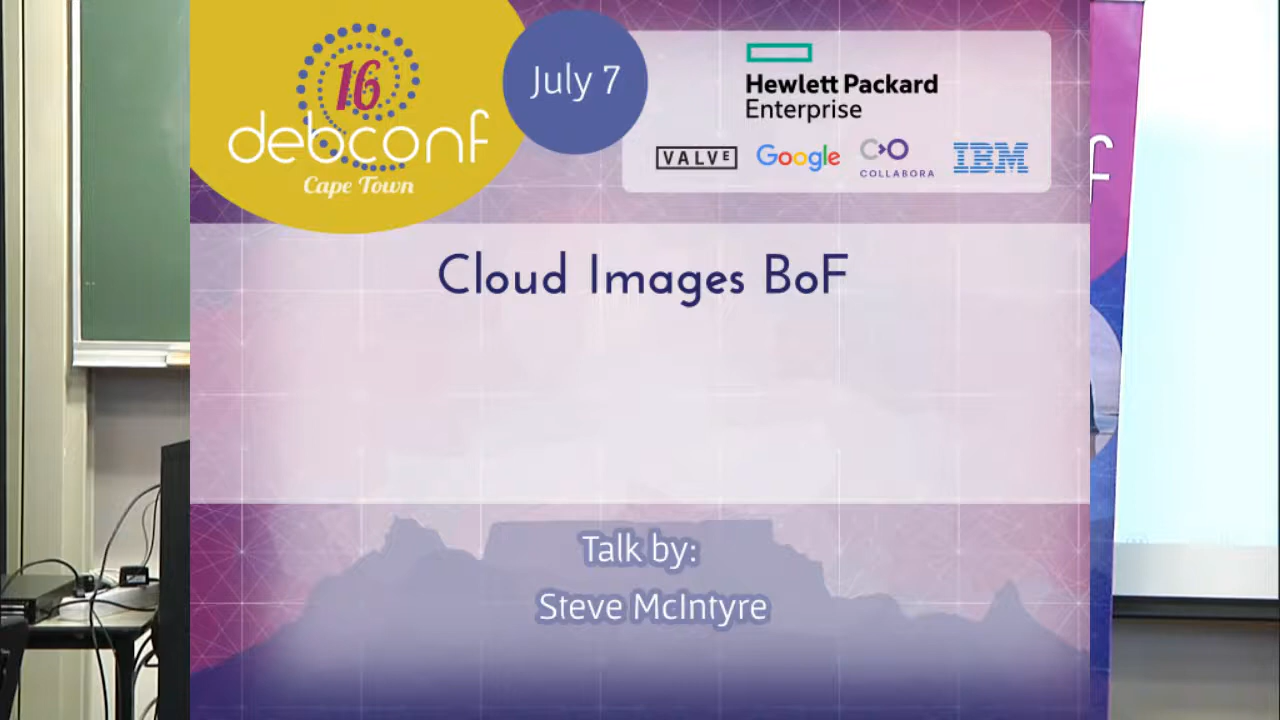 16
debconf
Cape Town
July 7
Hewlett Packard
Enterprise
VALVE
Google
COLLABORA
IBM
Cloud Images BoF
Talk by:
Steve McIntyre
f